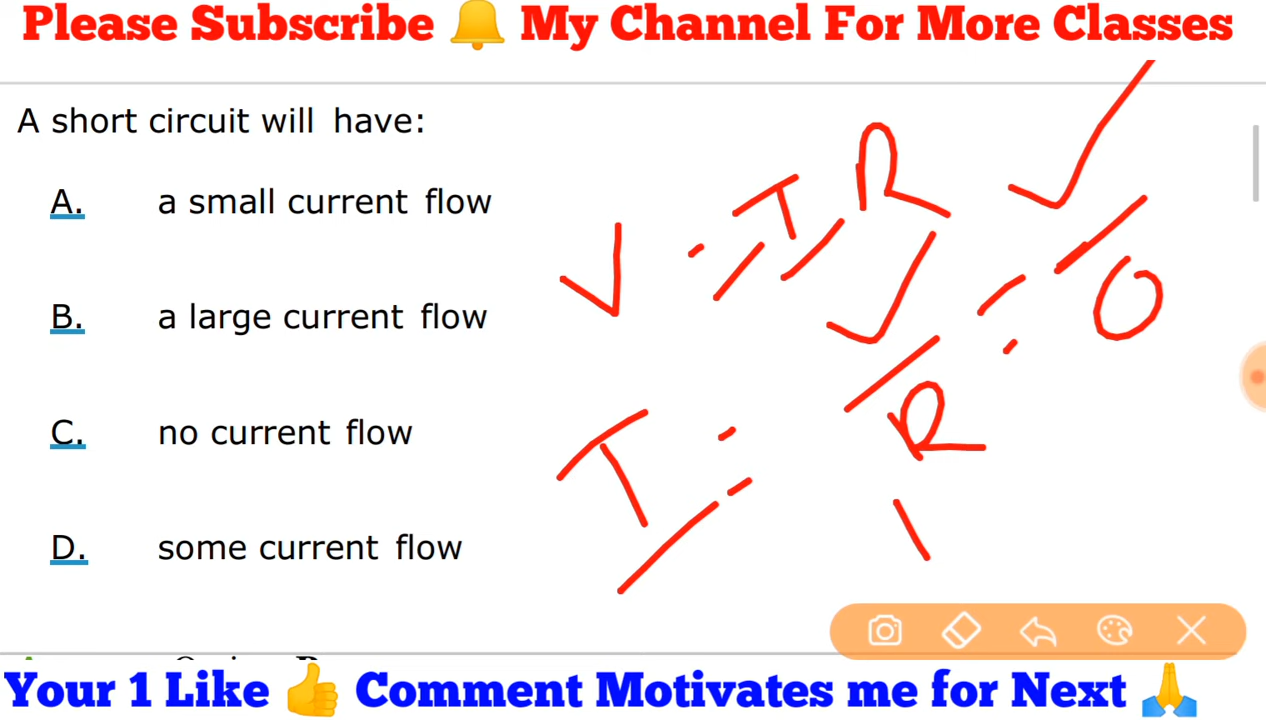 Please Subscribe 🔔 My Channel For More Classes
A short circuit will have:
A. a small current flow
B. a large current flow
C. no current flow
D. some current flow
V = IR
I = V/R = V/0
Your 1 Like 👍 Comment Motivates me for Next 🙏